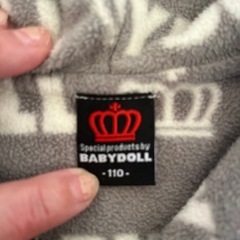 Special products by
BABYDOLL
- 110 -